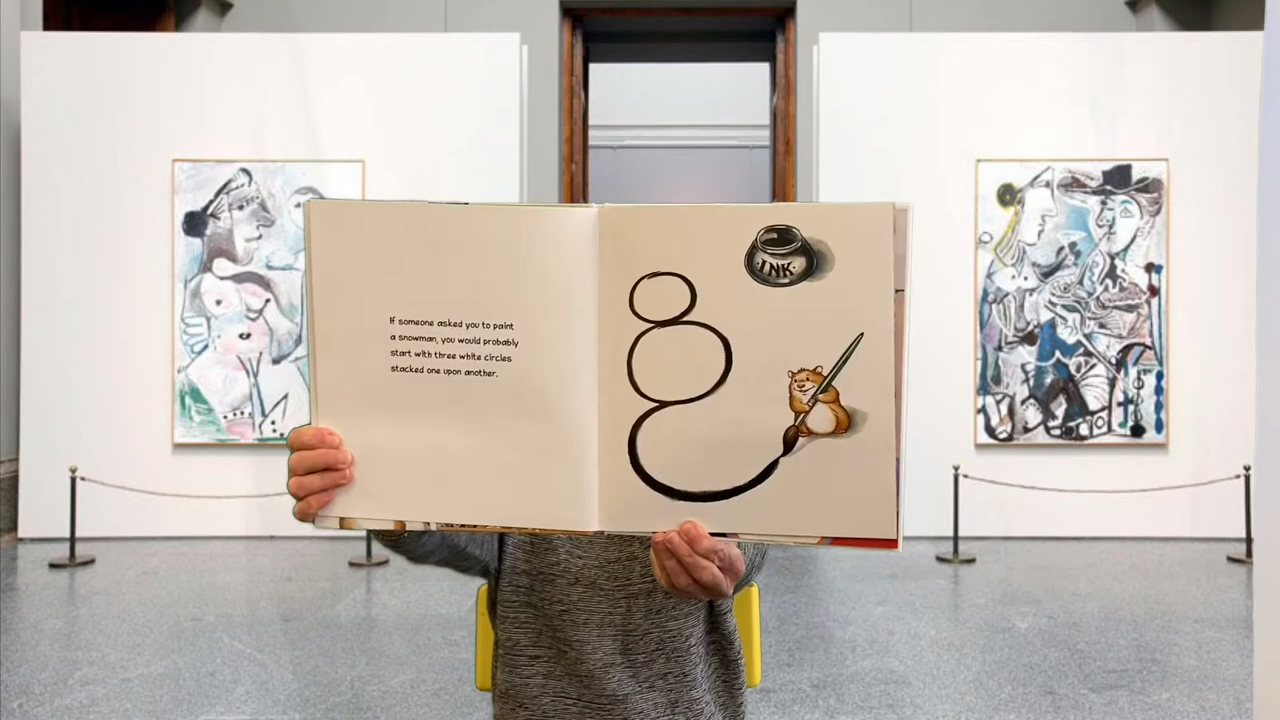 If someone asked you to paint
a snowman, you would probably
start with three white circles
stacked one upon another.
INK